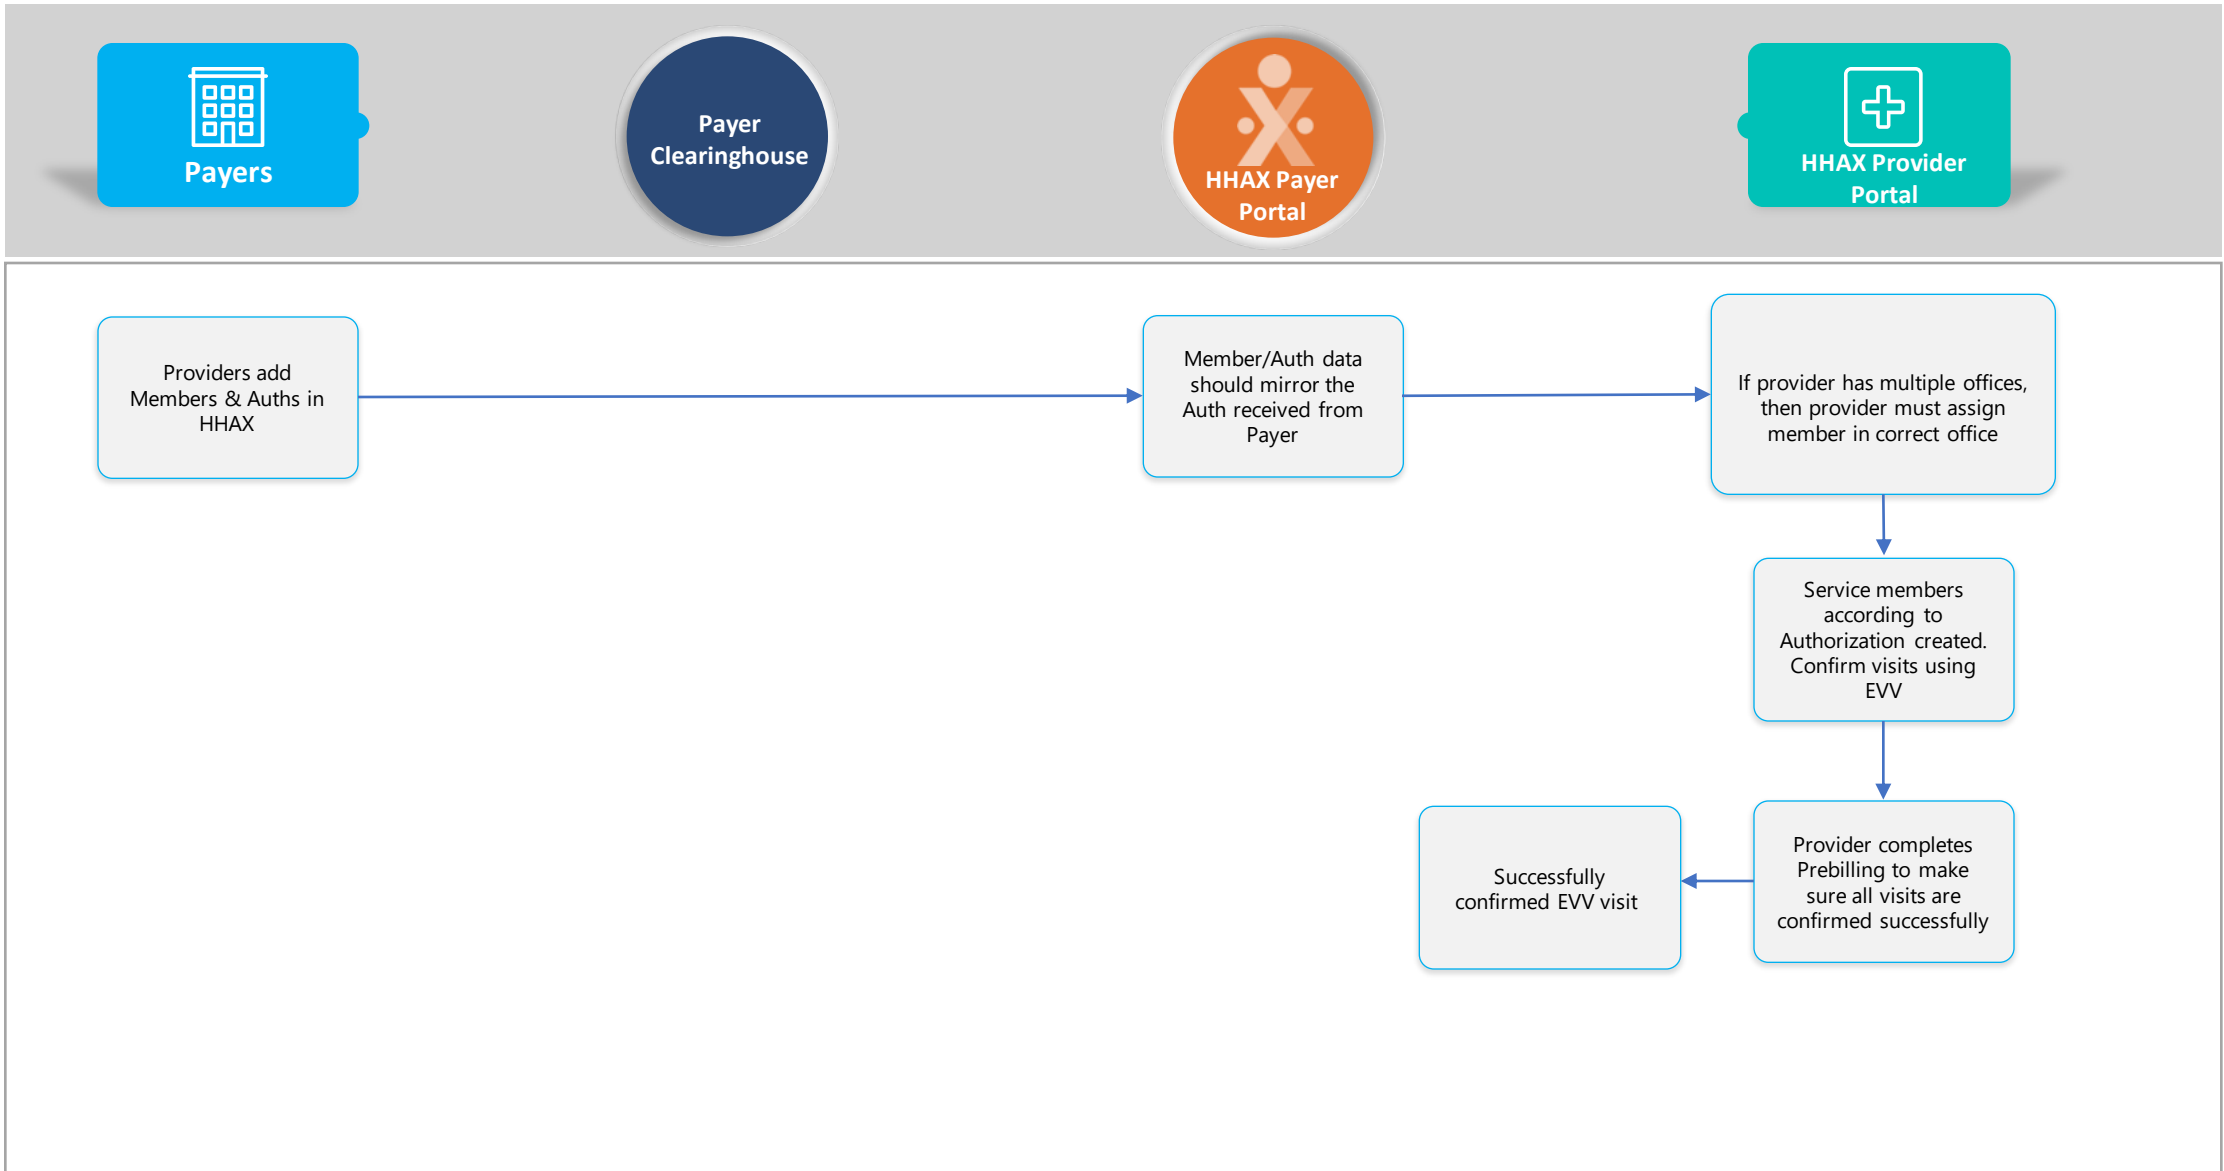 Payers
Payer
Clearinghouse
HHAX Payer
Portal
HHAX Provider
Portal
Providers add
Members & Auths in
HHAX
Member/Auth data
should mirror the
Auth received from
Payer
If provider has multiple offices,
then provider must assign
member in correct office
Service members
according to
Authorization created.
Confirm visits using
EVV
Provider completes
Prebilling to make
sure all visits are
confirmed successfully
Successfully
confirmed EVV visit